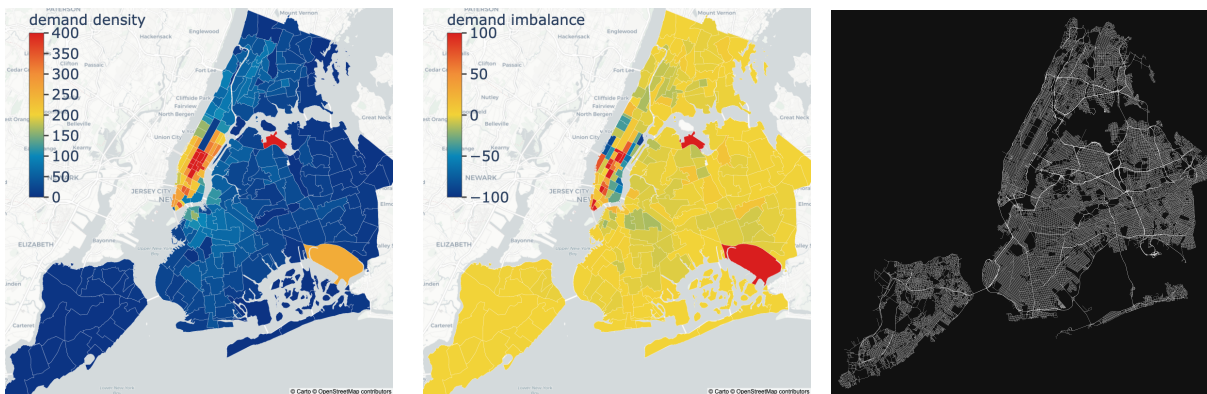 PATERSON
Mount Vernon
demand density
400
350
300
250
200
150
100
50
0
Hackensack
Englewood
Clifton
Passaic
Fort Lee
Cliffside Park
Fairview
North Bergen
Belleville
Union City
Kearny
Great Neck
NEWARK
JERSEY CITY
Bayonne
ELIZABETH
Carteret
© Carto © OpenStreetMap contributors
PATERSON
Mount Vernon
demand imbalance
100
50
0
−50
−100
Hackensack
Englewood
Clifton
Passaic
Fort Lee
Nutley
Cliffside Park
Fairview
North Bergen
Belleville
Union City
Great Neck
NEWARK
JERSEY CITY
Bayonne
ELIZABETH
Carteret
© Carto © OpenStreetMap contributors